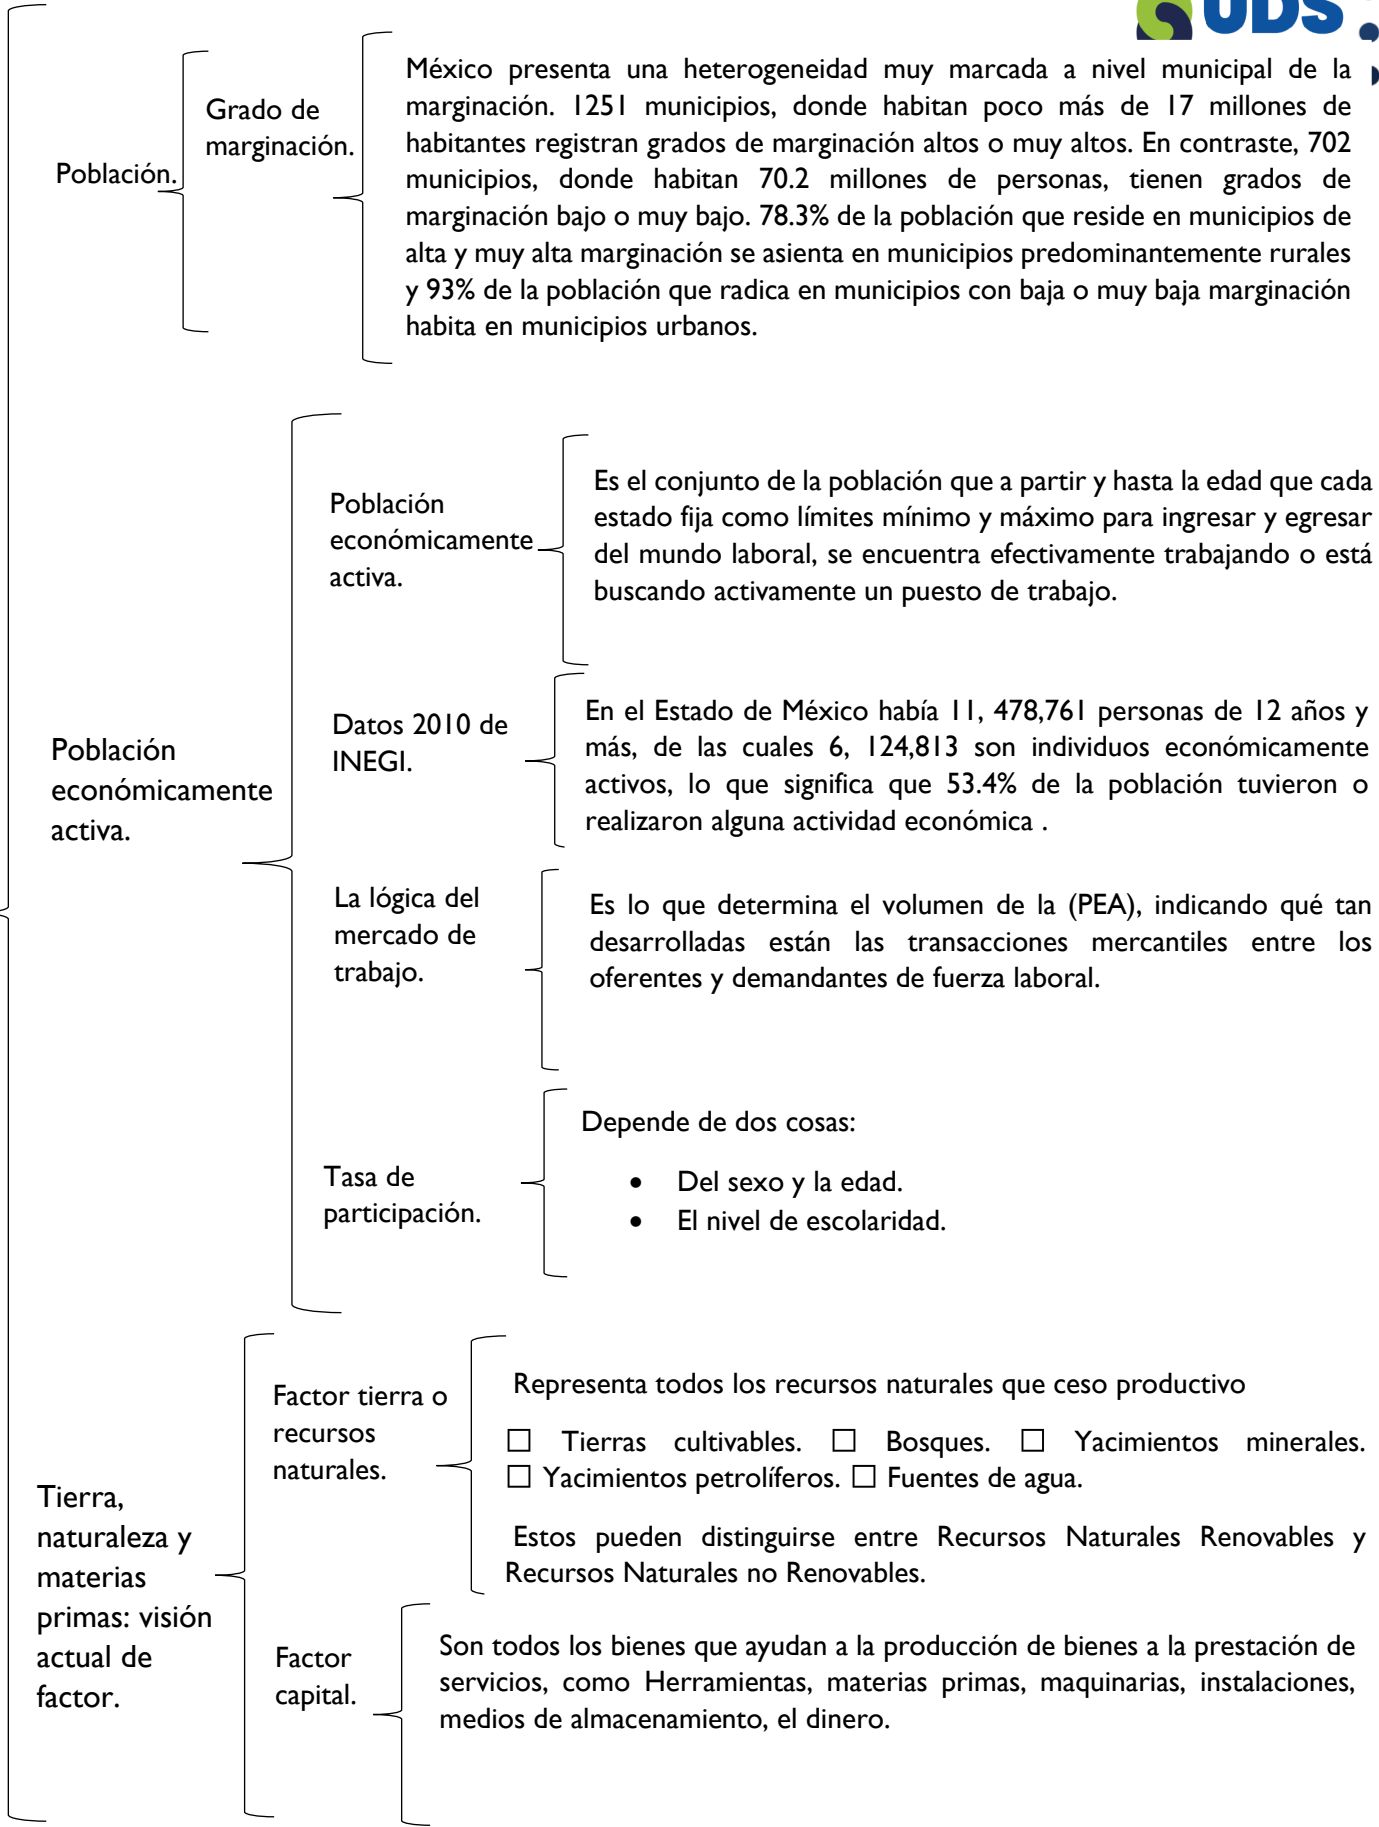 UDS
México presenta una heterogeneidad muy marcada a nivel municipal de la
marginación. 1251 municipios, donde habitan poco más de 17 millones de
habitantes registran grados de marginación altos o muy altos. En contraste, 702
municipios, donde habitan 70.2 millones de personas, tienen grados de
marginación bajo o muy bajo. 78.3% de la población que reside en municipios de
alta y muy alta marginación se asienta en municipios predominantemente rurales
y 93% de la población que radica en municipios con baja o muy baja marginación
habita en municipios urbanos.
Grado de
marginación.
Población.
Población
económicamente
activa.
Es el conjunto de la población que a partir y hasta la edad que cada
estado fija como límites mínimo y máximo para ingresar y egresar
del mundo laboral, se encuentra efectivamente trabajando o está
buscando activamente un puesto de trabajo.
Datos 2010 de
INEGI.
En el Estado de México había 11, 478,761 personas de 12 años y
más, de las cuales 6, 124,813 son individuos económicamente
activos, lo que significa que 53.4% de la población tuvieron o
realizaron alguna actividad económica .
Población
económicamente
activa.
La lógica del
mercado de
trabajo.
Es lo que determina el volumen de la (PEA), indicando qué tan
desarrolladas están las transacciones mercantiles entre los
oferentes y demandantes de fuerza laboral.
Tasa de
participación.
Depende de dos cosas:
• Del sexo y la edad.
• El nivel de escolaridad.
Factor tierra o
recursos
naturales.
Representa todos los recursos naturales que ceso productivo
☐ Tierras cultivables. ☐ Bosques. ☐ Yacimientos minerales.
☐ Yacimientos petrolíferos. ☐ Fuentes de agua.
Estos pueden distinguirse entre Recursos Naturales Renovables y
Recursos Naturales no Renovables.
Tierra,
naturaleza y
materias
primas: visión
actual de
factor.
Factor
capital.
Son todos los bienes que ayudan a la producción de bienes a la prestación de
servicios, como Herramientas, materias primas, maquinarias, instalaciones,
medios de almacenamiento, el dinero.